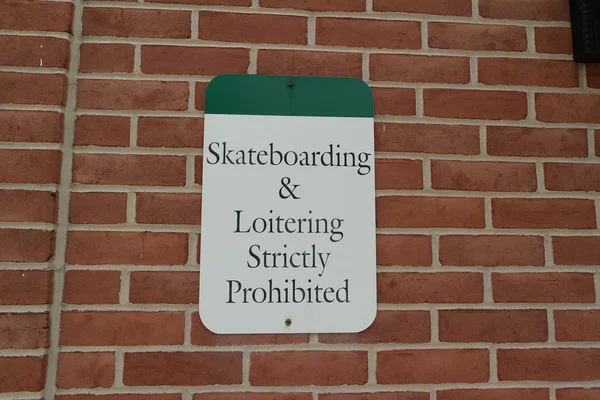 Skateboarding
&
Loitering
Strictly
Prohibited